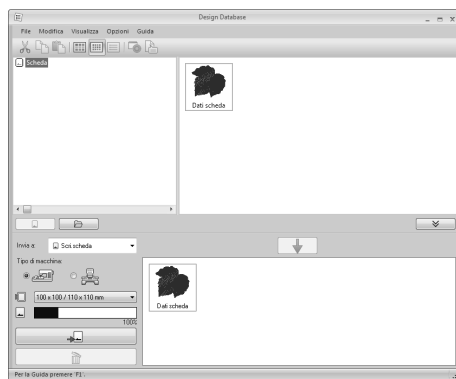 Design Database
File Modifica Visualizza Opzioni Guida
Scheda
Dati scheda
Invia a: Scri.scheda
Tipo di macchina:
100 x 100 / 110 x 110 mm
100%
Dati scheda
Per la Guida premere 'F1'.